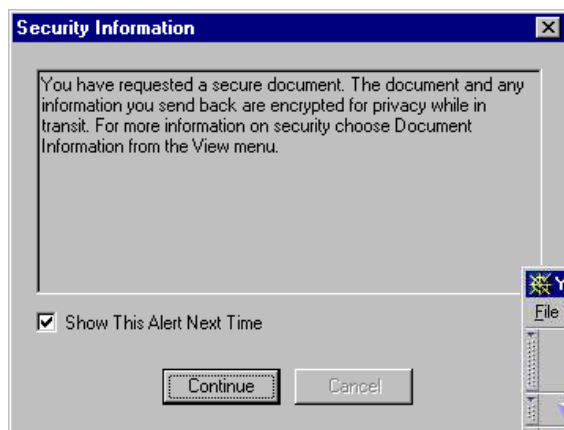 Security Information
You have requested a secure document. The document and any
information you send back are encrypted for privacy while in
transit. For more information on security choose Document
Information from the View menu.
Show This Alert Next Time
Continue
Cancel
Y
File